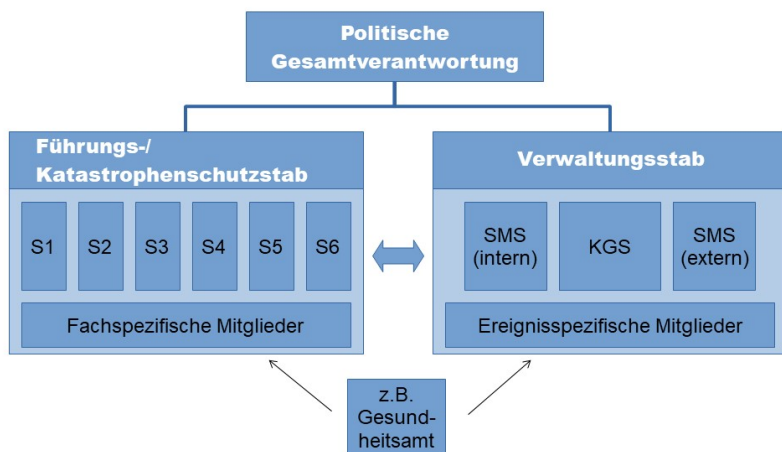 Politische
Gesamtverantwortung
Führungs-/
Katastrophenschutzstab
S1 S2 S3 S4 S5 S6
Fachspezifische Mitglieder
Verwaltungsstab
SMS
(intern)
KGS
SMS
(extern)
Ereignisspezifische Mitglieder
z.B.
Gesund-
heitsamt